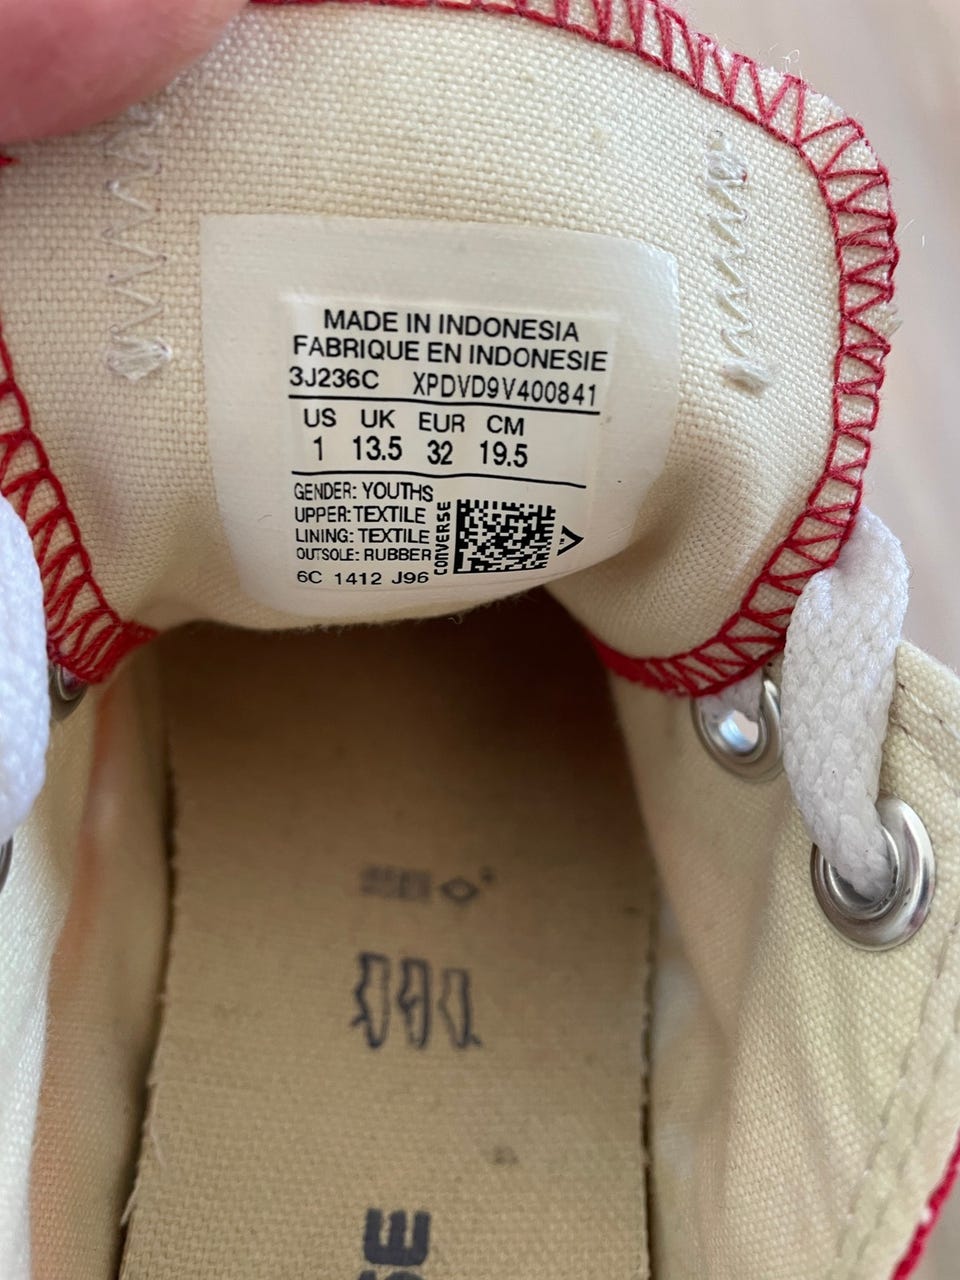 MADE IN INDONESIA
FABRIQUE EN INDONESIE
3J236C XPDVD9V400841
US UK EUR CM
1 13.5 32 19.5
GENDER: YOUTHS
UPPER: TEXTILE
LINING: TEXTILE
OUTSOLE: RUBBER
CONVERSE
6C 1412 J96
SE